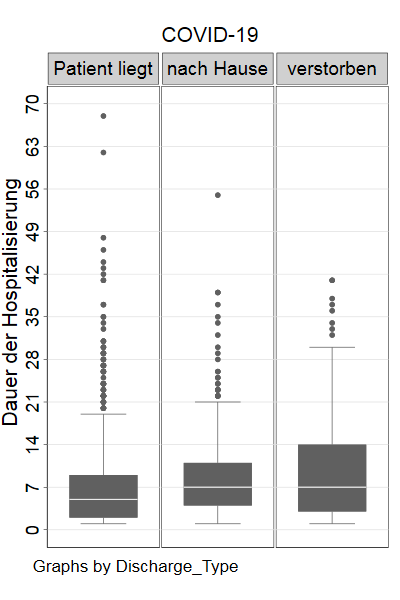 COVID-19
Patient liegt
nach Hause
verstorben
Dauer der Hospitalisierung
70
63
56
49
42
35
28
21
14
7
0
Graphs by Discharge_Type